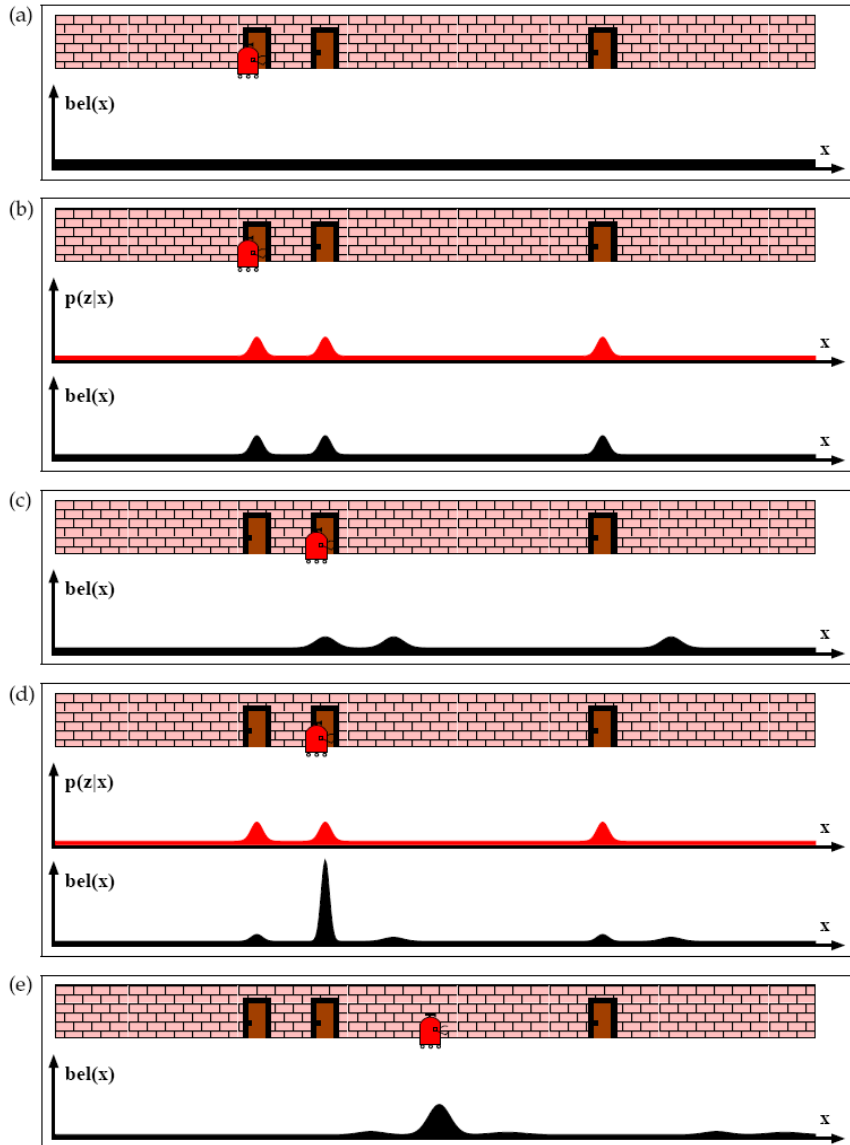 (a)
bel(x)
x
(b)
p(z|x)
x
bel(x)
x
(c)
bel(x)
x
(d)
p(z|x)
x
bel(x)
x
(e)
bel(x)
x